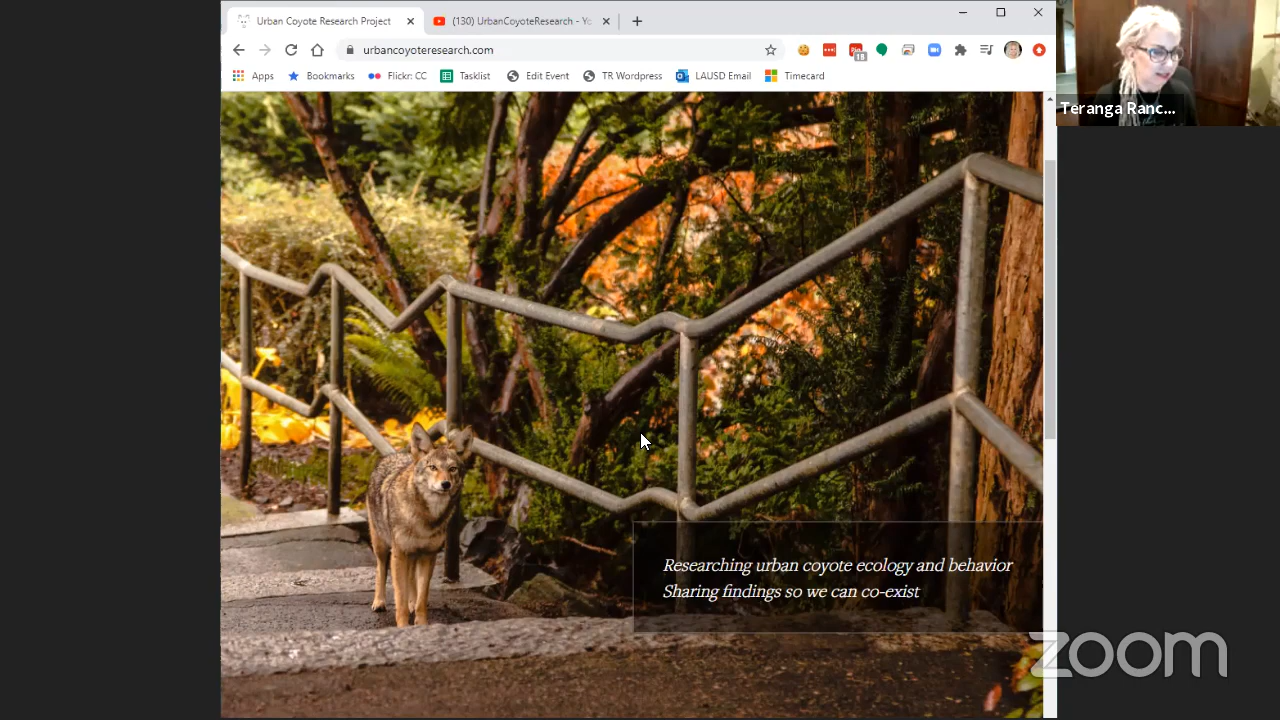 Urban Coyote Research Project
(130) UrbanCoyoteResearch - Yo
urbancoyoteresearch.com
18
Apps
Bookmarks
Flickr: CC
Tasklist
Edit Event
TR Wordpress
LAUSD Email
Timecard
Teranga Ranc...
Researching urban coyote ecology and behavior
Sharing findings so we can co-exist
zoom